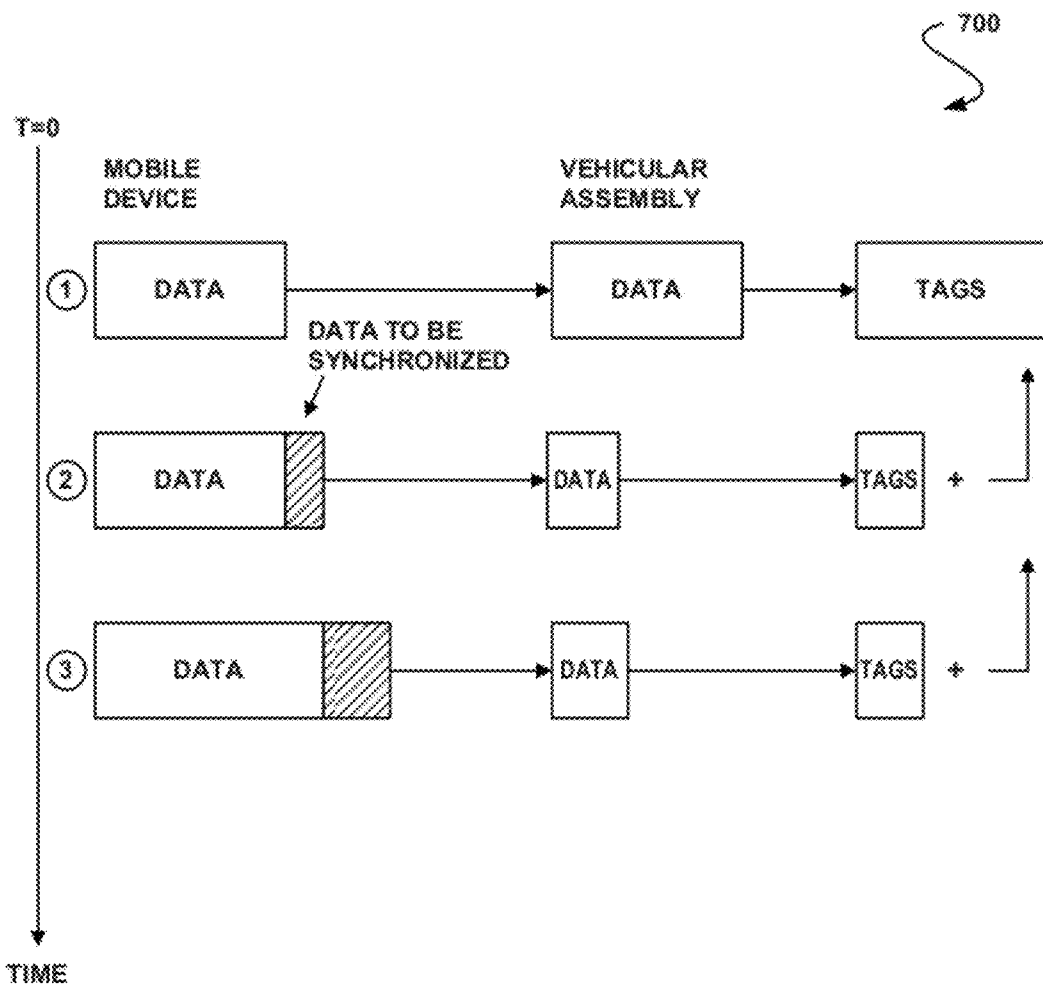 700
T=0
MOBILE
DEVICE
VEHICULAR
ASSEMBLY
1
DATA
DATA
TAGS
DATA TO BE
SYNCHRONIZED
2
DATA
DATA
TAGS
+
3
DATA
DATA
TAGS
+
TIME